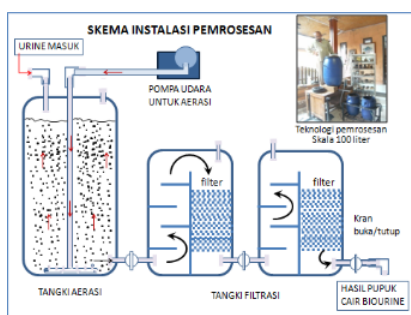 SKEMA INSTALASI PEMROSESAN
URINE MASUK
POMPA UDARA
UNTUK AERASI
Teknologi pemrosesan
Skala 100 liter
filter
filter
Kran
buka/tutup
TANGKI AERASI
TANGKI FILTRASI
HASIL PUPUK
CAIR BIOURINE